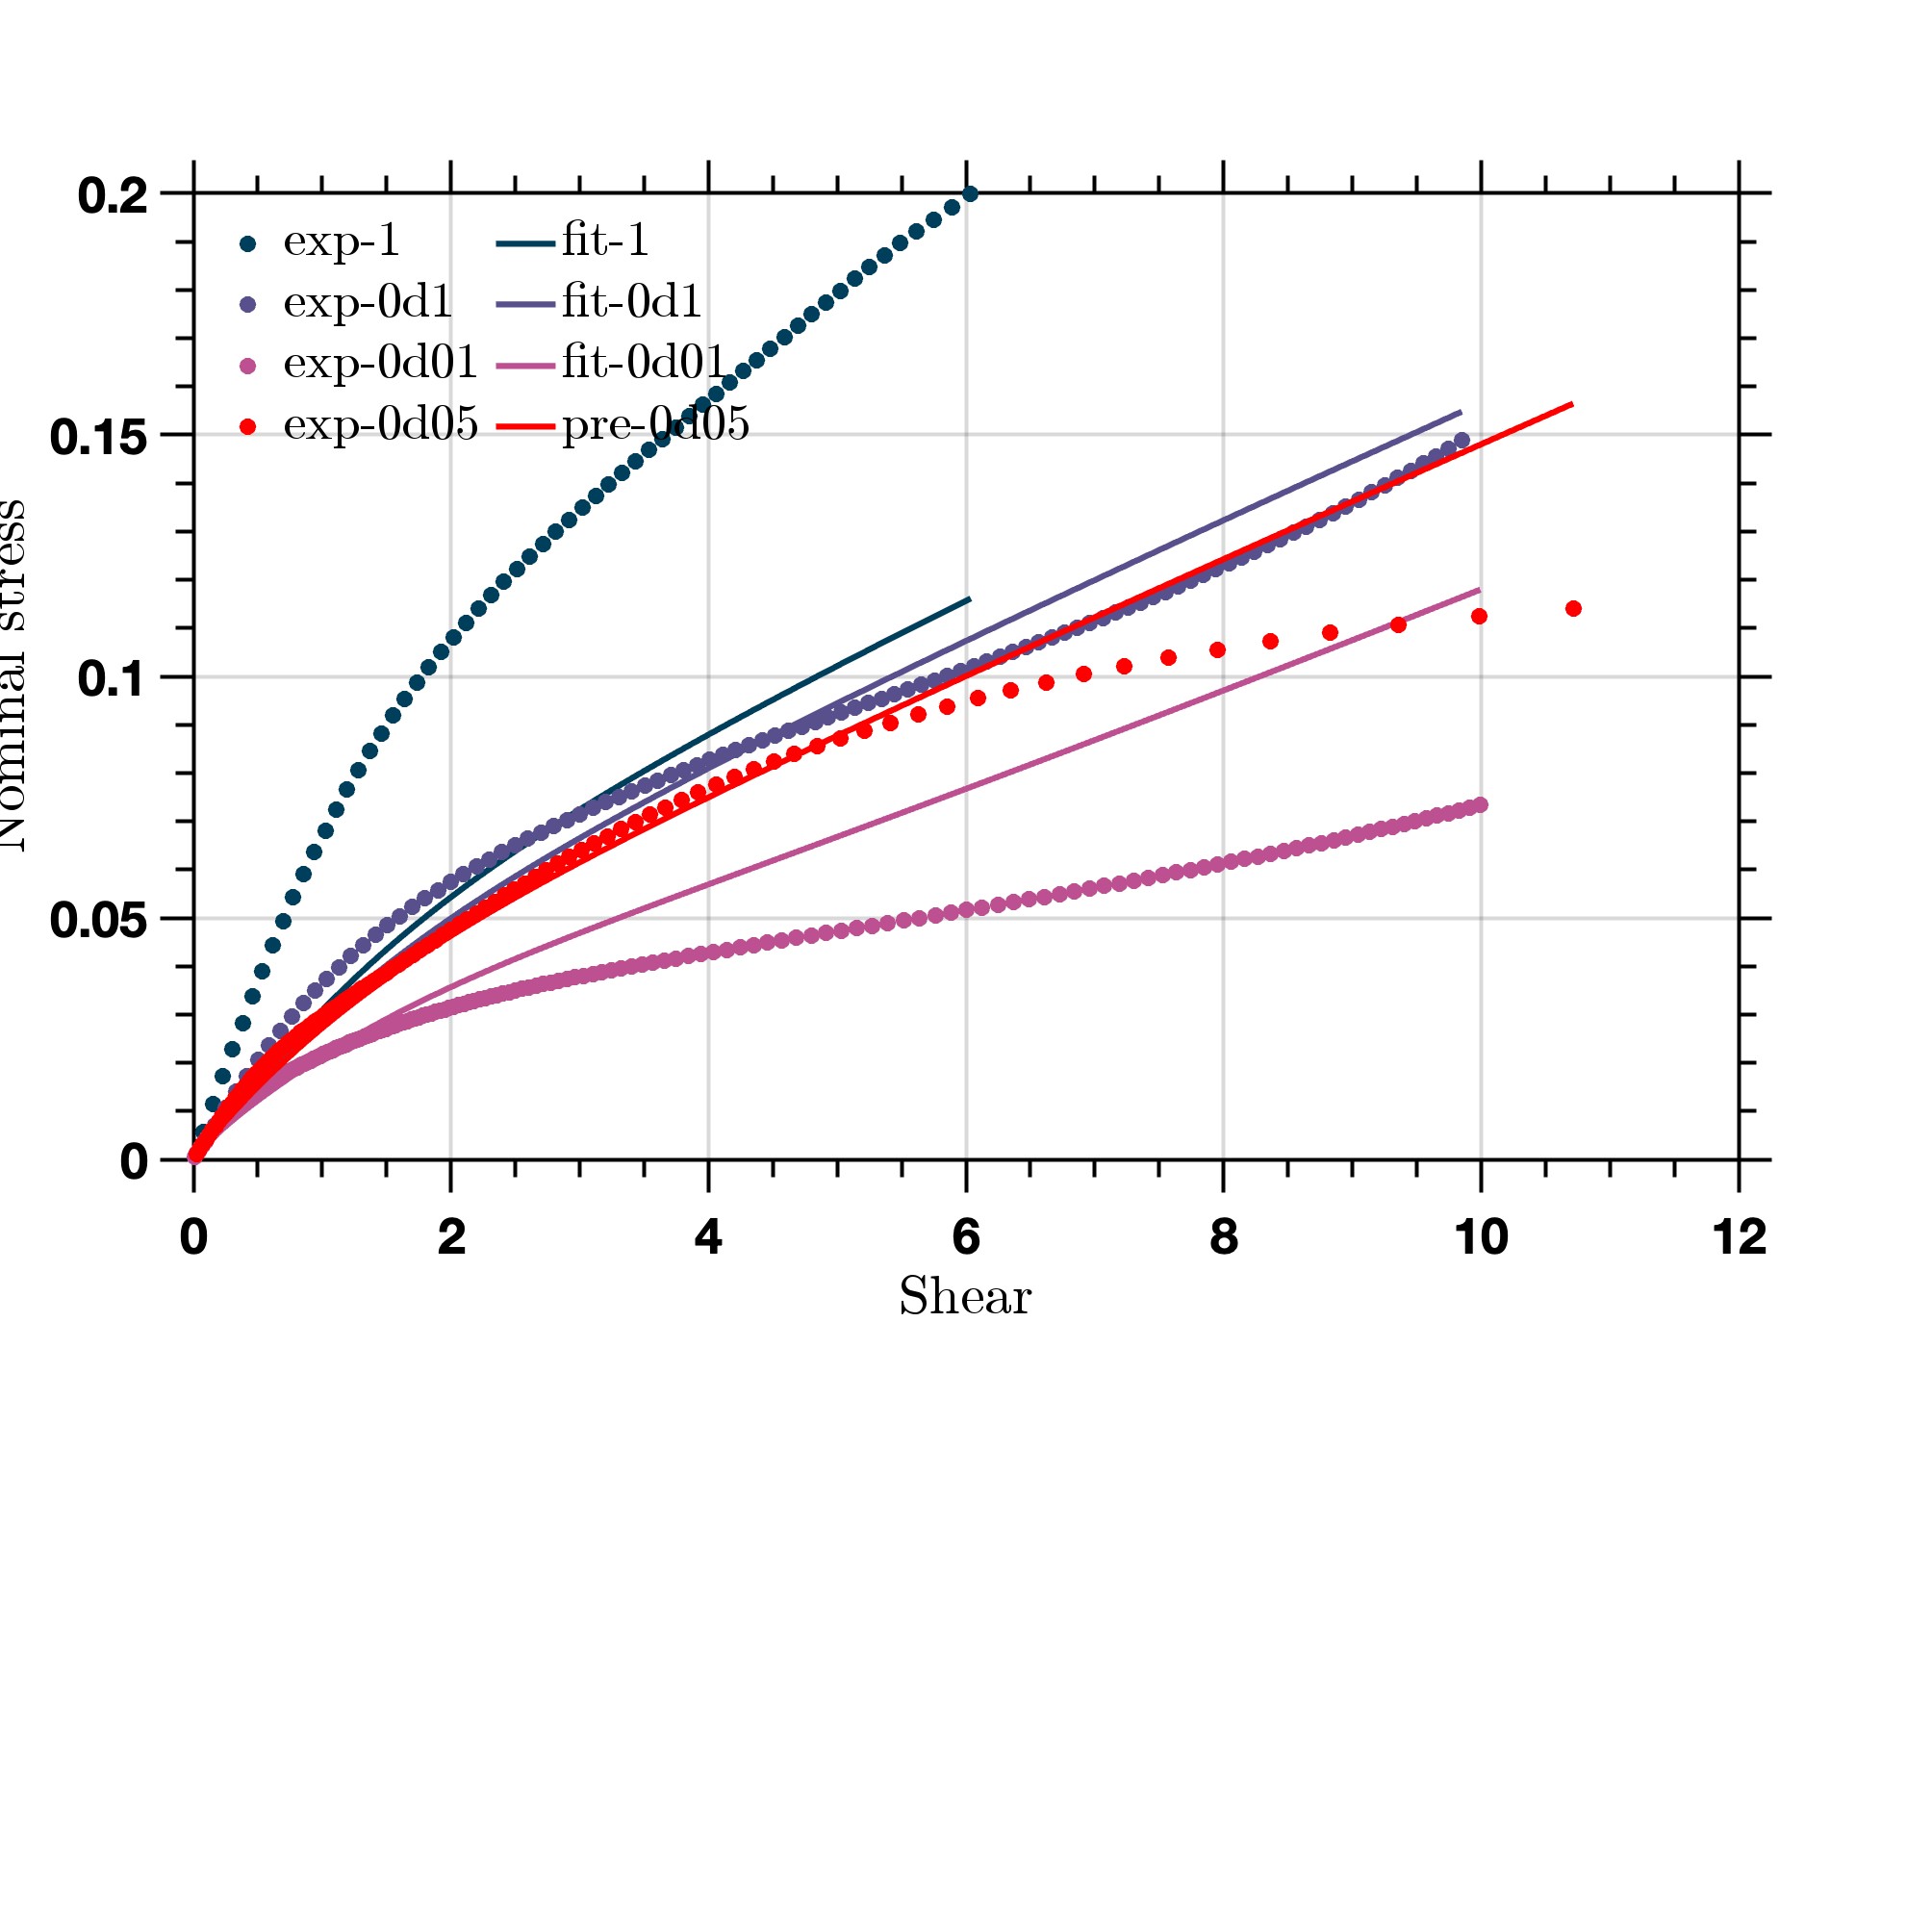 0.2
exp-1 fit-1
exp-0d1 fit-0d1
exp-0d01 fit-0d01
exp-0d05 pre-0d05
0.15
0.1
0.05
0
Nominal stress
0 2 4 6 8 10 12
Shear